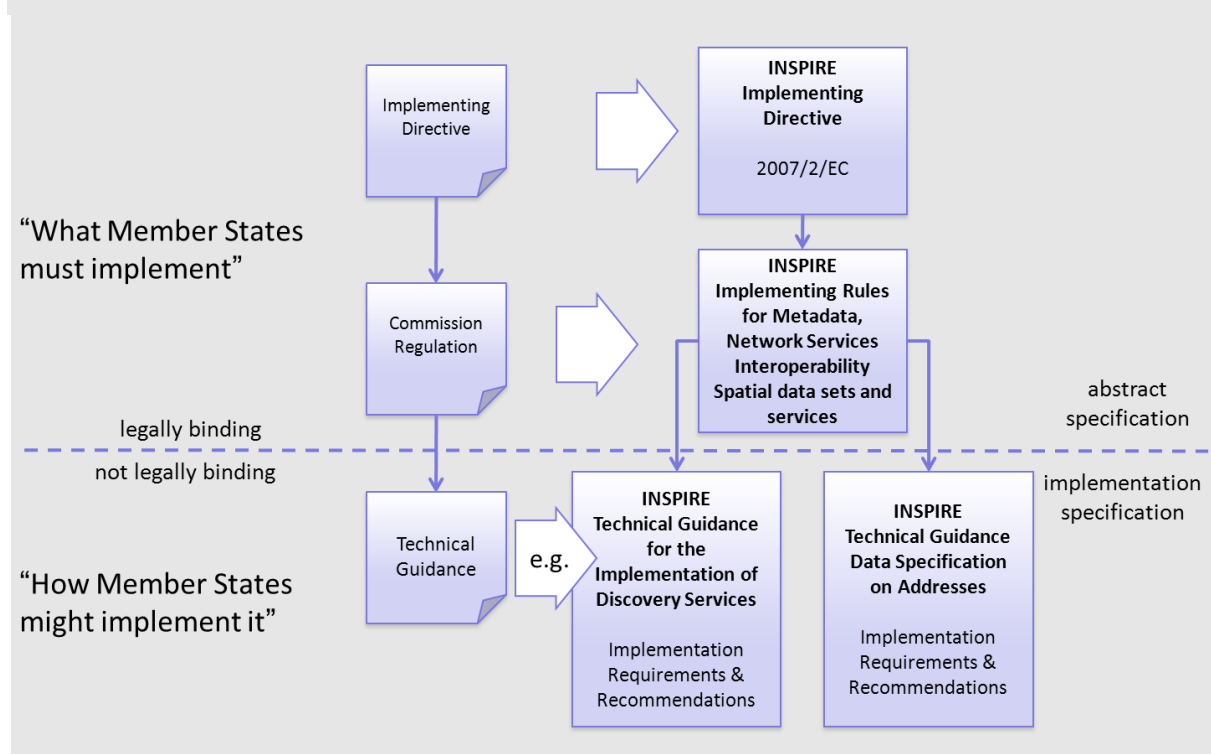 Implementing
Directive
INSPIRE
Implementing
Directive
2007/2/EC
“What Member States
must implement”
Commission
Regulation
INSPIRE
Implementing Rules
for Metadata,
Network Services
Interoperability
Spatial data sets and
services
abstract
specification
legally binding
not legally binding
implementation
specification
“How Member States
might implement it”
Technical
Guidance
e.g.
INSPIRE
Technical Guidance
for the
Implementation of
Discovery Services
Implementation
Requirements &
Recommendations
INSPIRE
Technical Guidance
Data Specification
on Addresses
Implementation
Requirements &
Recommendations